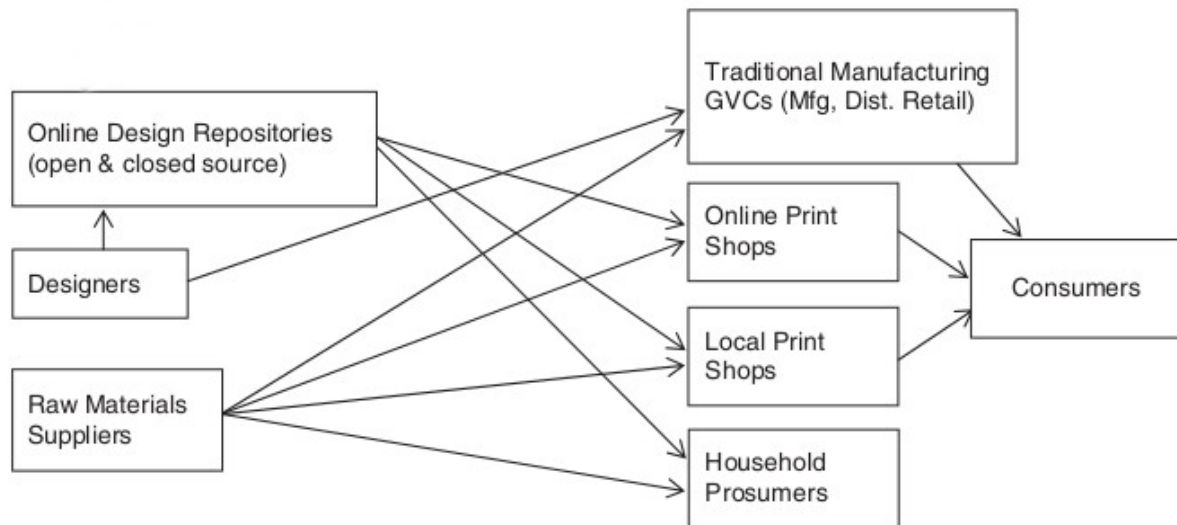 Traditional Manufacturing
GVCs (Mfg, Dist. Retail)
Online Design Repositories
(open & closed source)
Online Print
Shops
Designers
Consumers
Local Print
Shops
Raw Materials
Suppliers
Household
Prosumers